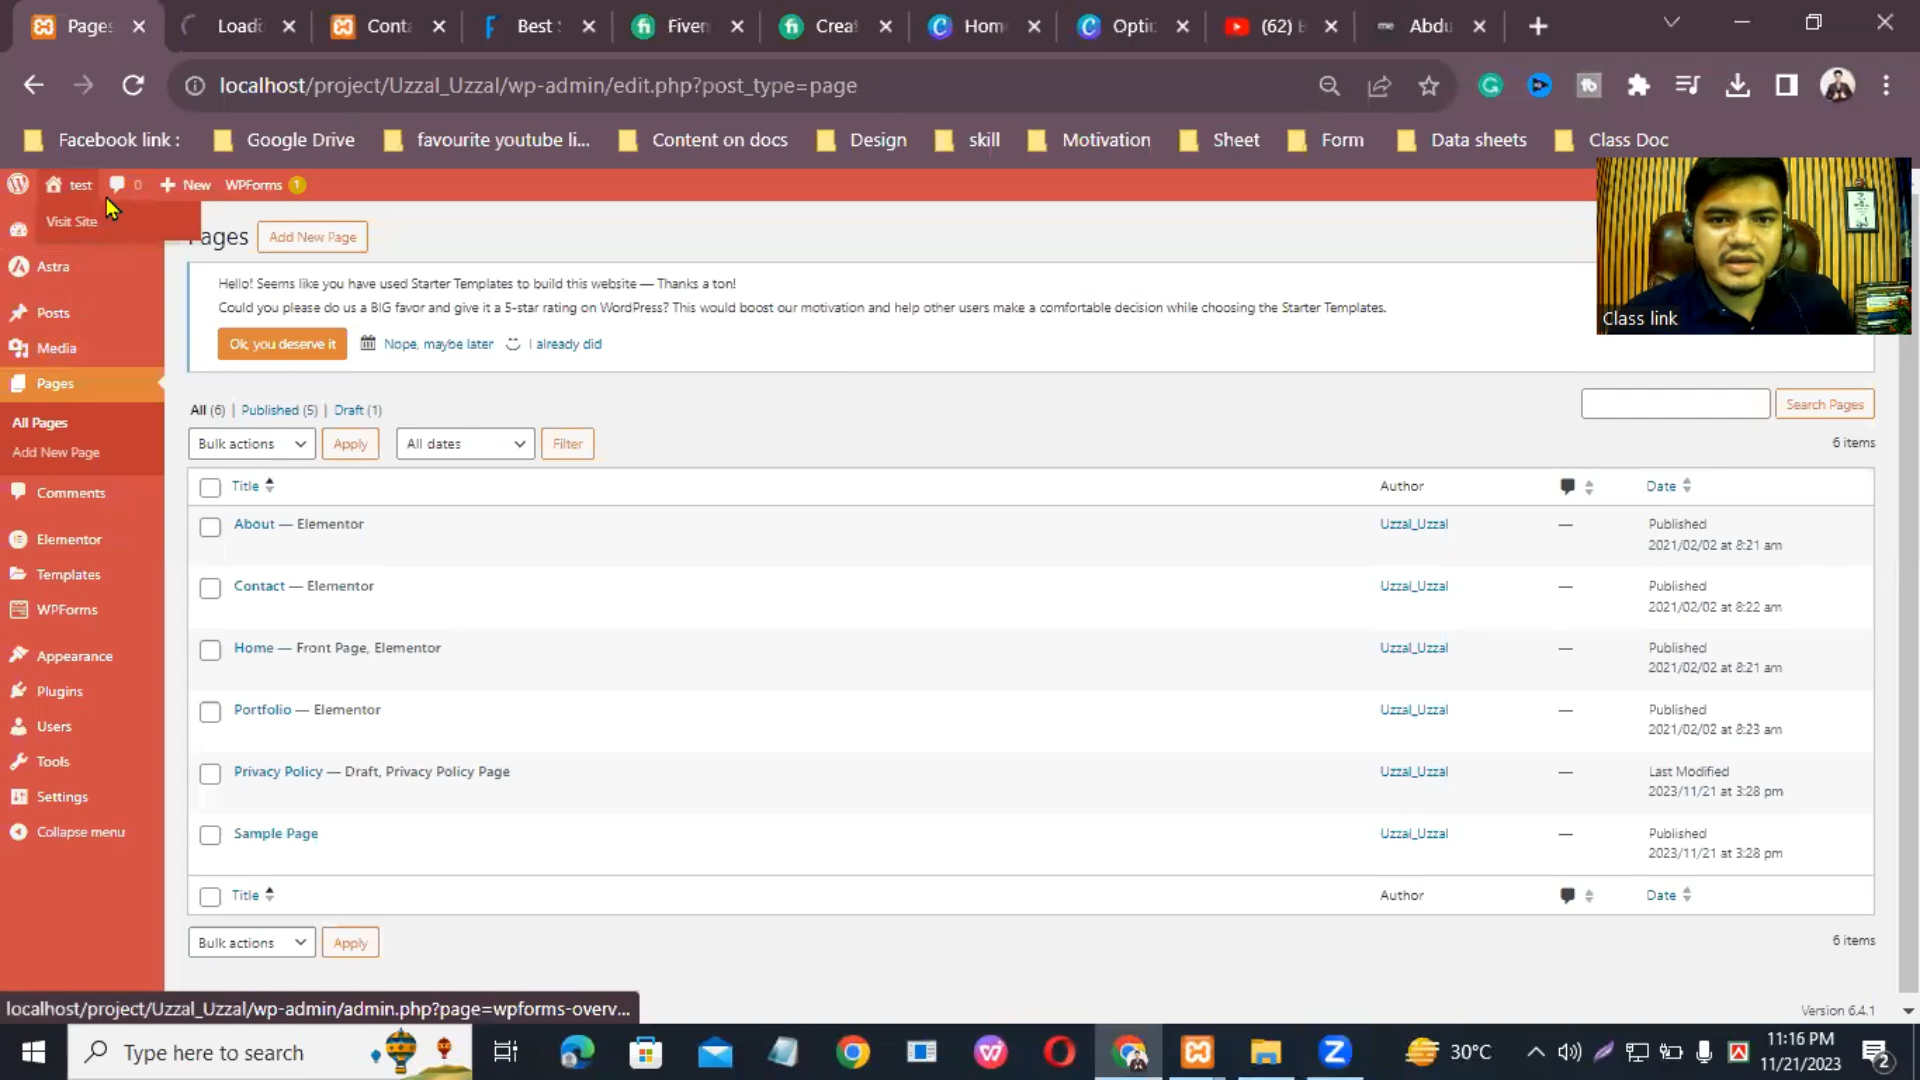 Pages
Loadi
Conta
Best
Fiver
Crea
Hom
Optio
(62) B
Abdu
localhost/project/Uzzal_Uzzal/wp-admin/edit.php?post_type=page
Facebook link :
Google Drive
favourite youtube li...
Content on docs
Design
skill
Motivation
Sheet
Form
Data sheets
Class Doc
test
0
New
WPForms 1
Visit Site
Pages
Add New Page
Class link
Hello! Seems like you have used Starter Templates to build this website — Thanks a ton!
Could you please do us a BIG favor and give it a 5-star rating on WordPress? This would boost our motivation and help other users make a comfortable decision while choosing the Starter Templates.
Ok, you deserve it
Nope, maybe later
I already did
Astra
Posts
Media
Pages
All Pages
Add New Page
Comments
Elementor
Templates
WPForms
Appearance
Plugins
Users
Tools
Settings
Collapse menu
All (6) | Published (5) | Draft (1)
Search Pages
Bulk actions
Apply
All dates
Filter
6 items
Title
Author
Date
About — Elementor
Uzzal_Uzzal
—
Published
2021/02/02 at 8:21 am
Contact — Elementor
Uzzal_Uzzal
—
Published
2021/02/02 at 8:22 am
Home — Front Page, Elementor
Uzzal_Uzzal
—
Published
2021/02/02 at 8:21 am
Portfolio — Elementor
Uzzal_Uzzal
—
Published
2021/02/02 at 8:23 am
Privacy Policy — Draft, Privacy Policy Page
Uzzal_Uzzal
—
Last Modified
2023/11/21 at 3:28 pm
Sample Page
Uzzal_Uzzal
—
Published
2023/11/21 at 3:28 pm
Title
Author
Date
Bulk actions
Apply
6 items
localhost/project/Uzzal_Uzzal/wp-admin/admin.php?page=wpforms-overv...
Version 6.4.1
Type here to search
30°C
11:16 PM
11/21/2023
2